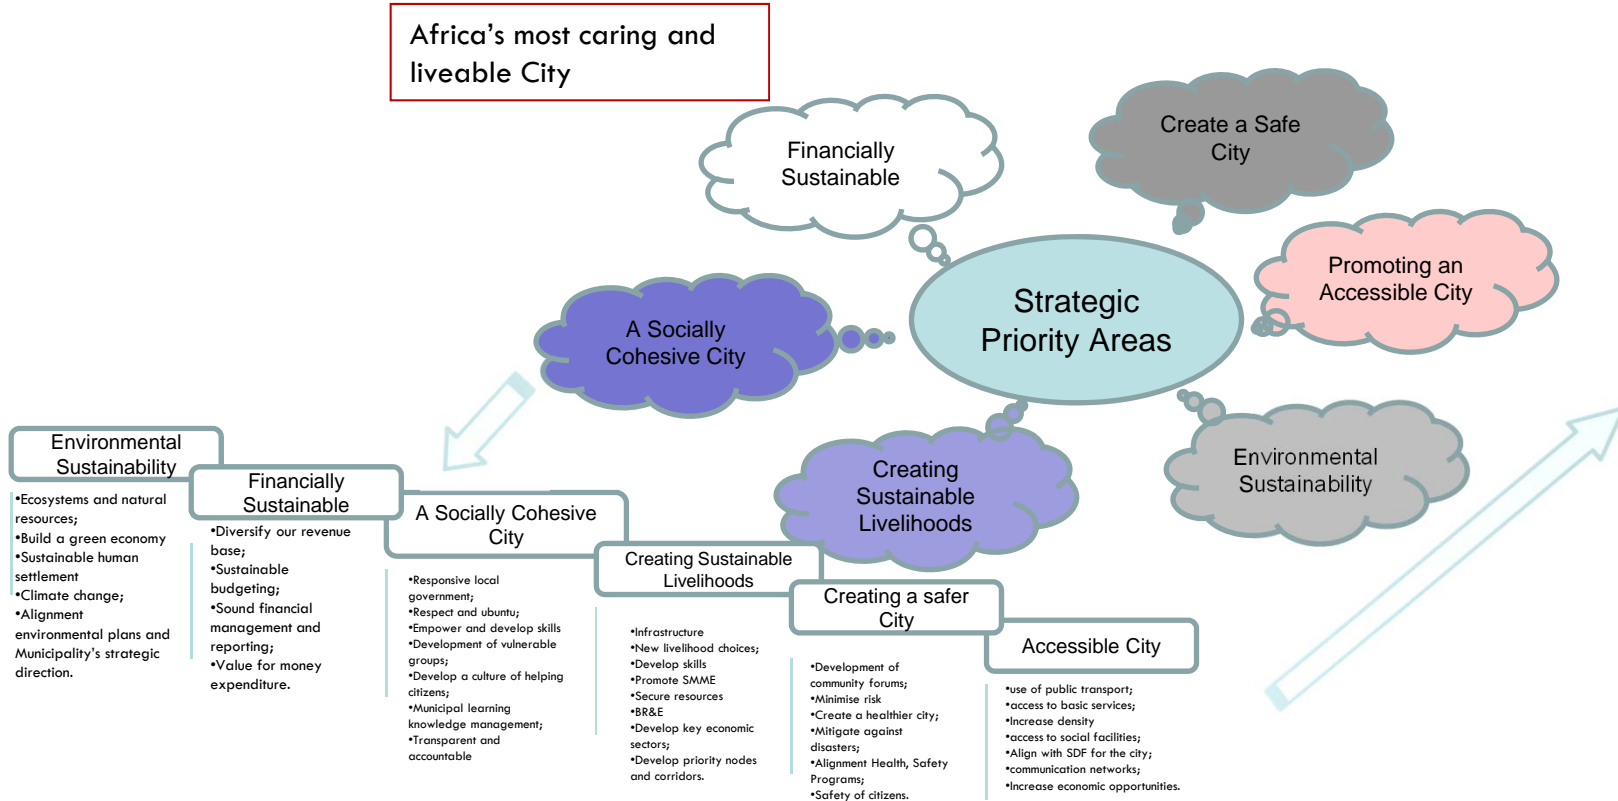 Africa's most caring and
liveable City
Financially
Sustainable
Create a Safe
City
Promoting an
Accessible City
Strategic
Priority Areas
A Socially
Cohesive City
Creating
Sustainable
Livelihoods
Environmental
Sustainability
Environmental
Sustainability
•Ecosystems and natural
resources;
•Build a green economy
•Sustainable human
settlement
•Climate change;
•Alignment
environmental plans and
Municipality's strategic
direction.
Financially
Sustainable
•Diversify our revenue
base;
•Sustainable
budgeting;
•Sound financial
management and
reporting;
•Value for money
expenditure.
A Socially Cohesive
City
•Responsive local
government;
•Respect and ubuntu;
•Empower and develop skills
•Development of vulnerable
groups;
•Develop a culture of helping
citizens;
•Municipal learning
knowledge management;
•Transparent and
accountable
Creating Sustainable
Livelihoods
•Infrastructure
•New livelihood choices;
•Develop skills
•Promote SMME
•Secure resources
•BR&E
•Develop key economic
sectors;
•Develop priority nodes
and corridors.
Creating a safer
City
•Development of
community forums;
•Minimise risk
•Create a healthier city;
•Mitigate against
disasters;
•Alignment Health, Safety
Programs;
•Safety of citizens.
Accessible City
•use of public transport;
•access to basic services;
•Increase density
•access to social facilities;
•Align with SDF for the city;
•communication networks;
•Increase economic opportunities.